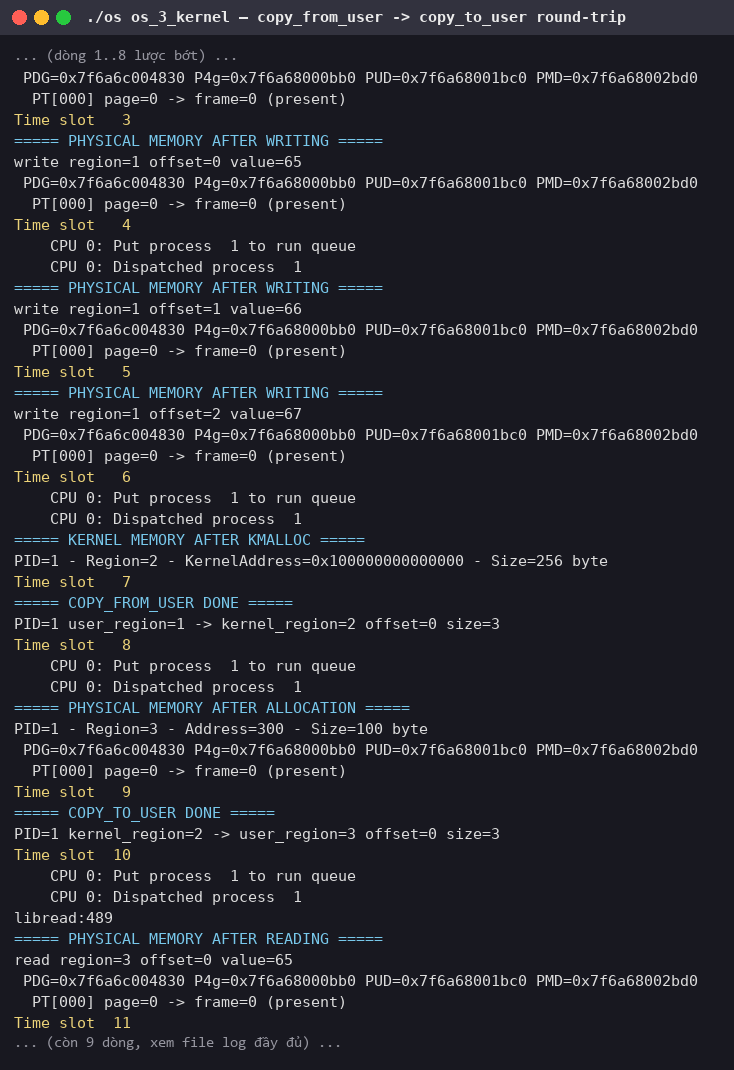 ./os os_3_kernel — copy_from_user -> copy_to_user round-trip
... (dòng 1..8 lược bớt) ...
PDG=0x7f6a6c004830 P4g=0x7f6a68000bb0 PUD=0x7f6a68001bc0 PMD=0x7f6a68002bd0
PT[000] page=0 -> frame=0 (present)
Time slot   3
===== PHYSICAL MEMORY AFTER WRITING =====
write region=1 offset=0 value=65
PDG=0x7f6a6c004830 P4g=0x7f6a68000bb0 PUD=0x7f6a68001bc0 PMD=0x7f6a68002bd0
PT[000] page=0 -> frame=0 (present)
Time slot   4
CPU 0: Put process  1 to run queue
CPU 0: Dispatched process  1
===== PHYSICAL MEMORY AFTER WRITING =====
write region=1 offset=1 value=66
PDG=0x7f6a6c004830 P4g=0x7f6a68000bb0 PUD=0x7f6a68001bc0 PMD=0x7f6a68002bd0
PT[000] page=0 -> frame=0 (present)
Time slot   5
===== PHYSICAL MEMORY AFTER WRITING =====
write region=1 offset=2 value=67
PDG=0x7f6a6c004830 P4g=0x7f6a68000bb0 PUD=0x7f6a68001bc0 PMD=0x7f6a68002bd0
PT[000] page=0 -> frame=0 (present)
Time slot   6
CPU 0: Put process  1 to run queue
CPU 0: Dispatched process  1
===== KERNEL MEMORY AFTER KMALLOC =====
PID=1 - Region=2 - KernelAddress=0x100000000000000 - Size=256 byte
Time slot   7
===== COPY_FROM_USER DONE =====
PID=1 user_region=1 -> kernel_region=2 offset=0 size=3
Time slot   8
CPU 0: Put process  1 to run queue
CPU 0: Dispatched process  1
===== PHYSICAL MEMORY AFTER ALLOCATION =====
PID=1 - Region=3 - Address=300 - Size=100 byte
PDG=0x7f6a6c004830 P4g=0x7f6a68000bb0 PUD=0x7f6a68001bc0 PMD=0x7f6a68002bd0
PT[000] page=0 -> frame=0 (present)
Time slot   9
===== COPY_TO_USER DONE =====
PID=1 kernel_region=2 -> user_region=3 offset=0 size=3
Time slot  10
CPU 0: Put process  1 to run queue
CPU 0: Dispatched process  1
libread:489
===== PHYSICAL MEMORY AFTER READING =====
read region=3 offset=0 value=65
PDG=0x7f6a6c004830 P4g=0x7f6a68000bb0 PUD=0x7f6a68001bc0 PMD=0x7f6a68002bd0
PT[000] page=0 -> frame=0 (present)
Time slot  11
... (còn 9 dòng, xem file log đầy đủ) ...